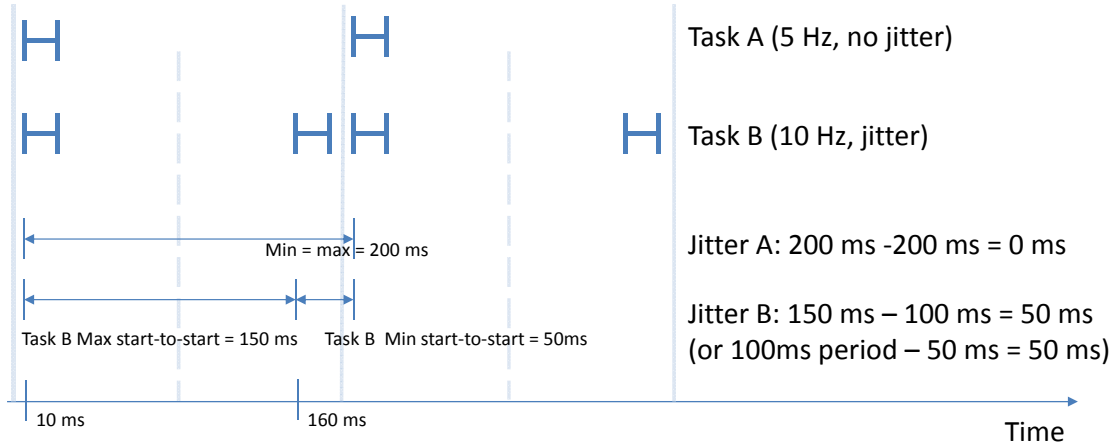 Task A (5 Hz, no jitter)
Task B (10 Hz, jitter)
Min = max = 200 ms
Jitter A: 200 ms -200 ms = 0 ms
Task B Max start-to-start = 150 ms
Task B  Min start-to-start = 50ms
Jitter B: 150 ms – 100 ms = 50 ms
(or 100ms period – 50 ms = 50 ms)
10 ms
160 ms
Time